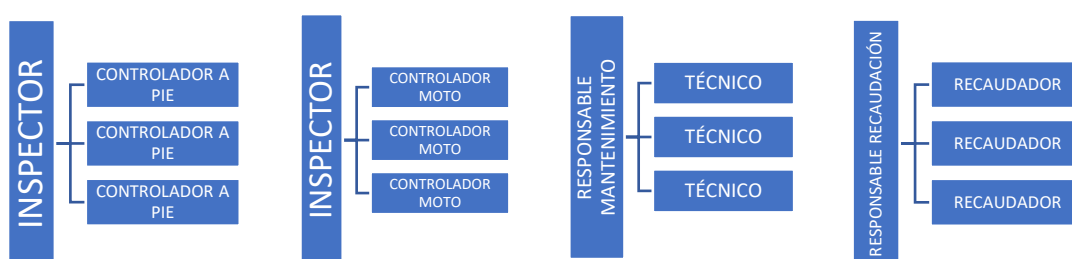 INSPECTOR
CONTROLADOR A
PIE
CONTROLADOR A
PIE
CONTROLADOR A
PIE
INSPECTOR
CONTROLADOR
MOTO
CONTROLADOR
MOTO
CONTROLADOR
MOTO
RESPONSABLE
MANTENIMIENTO
TÉCNICO
TÉCNICO
TÉCNICO
RESPONSABLE RECAUDACIÓN
RECAUDADOR
RECAUDADOR
RECAUDADOR